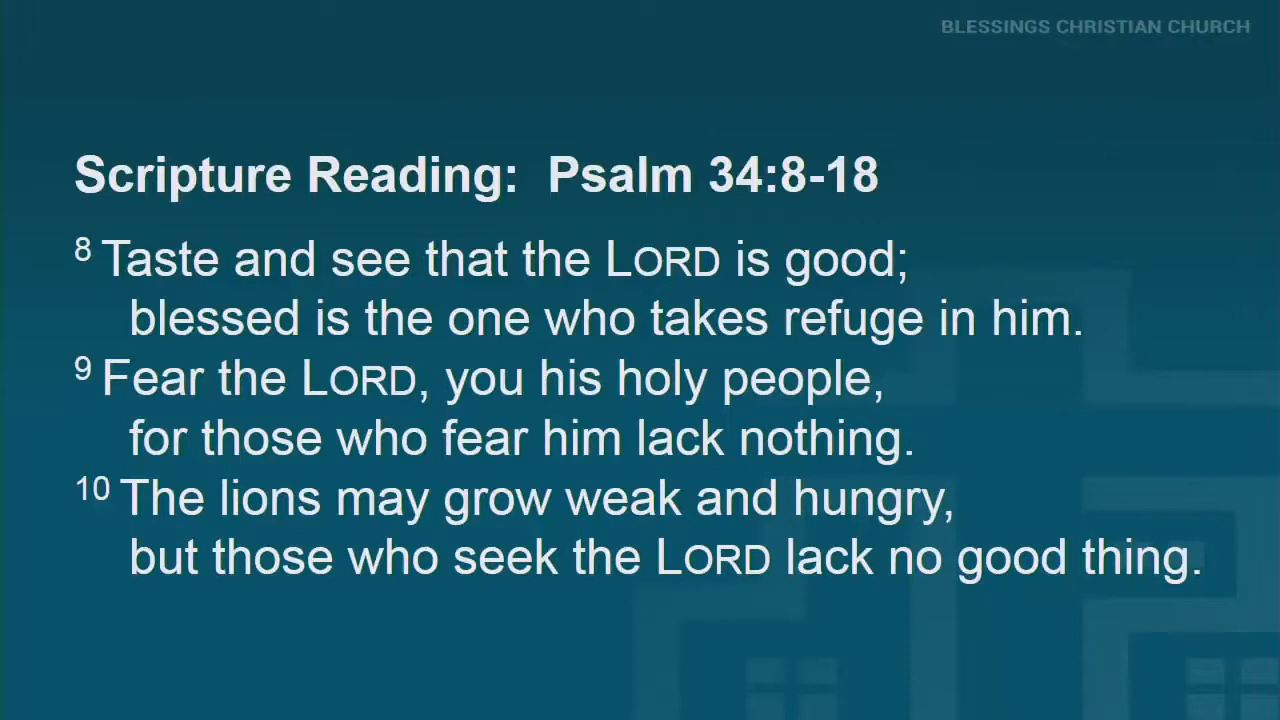 BLESSINGS CHRISTIAN CHURCH
Scripture Reading: Psalm 34:8-18
8 Taste and see that the LORD is good;
blessed is the one who takes refuge in him.
9 Fear the LORD, you his holy people,
for those who fear him lack nothing.
10 The lions may grow weak and hungry,
but those who seek the LORD lack no good thing.